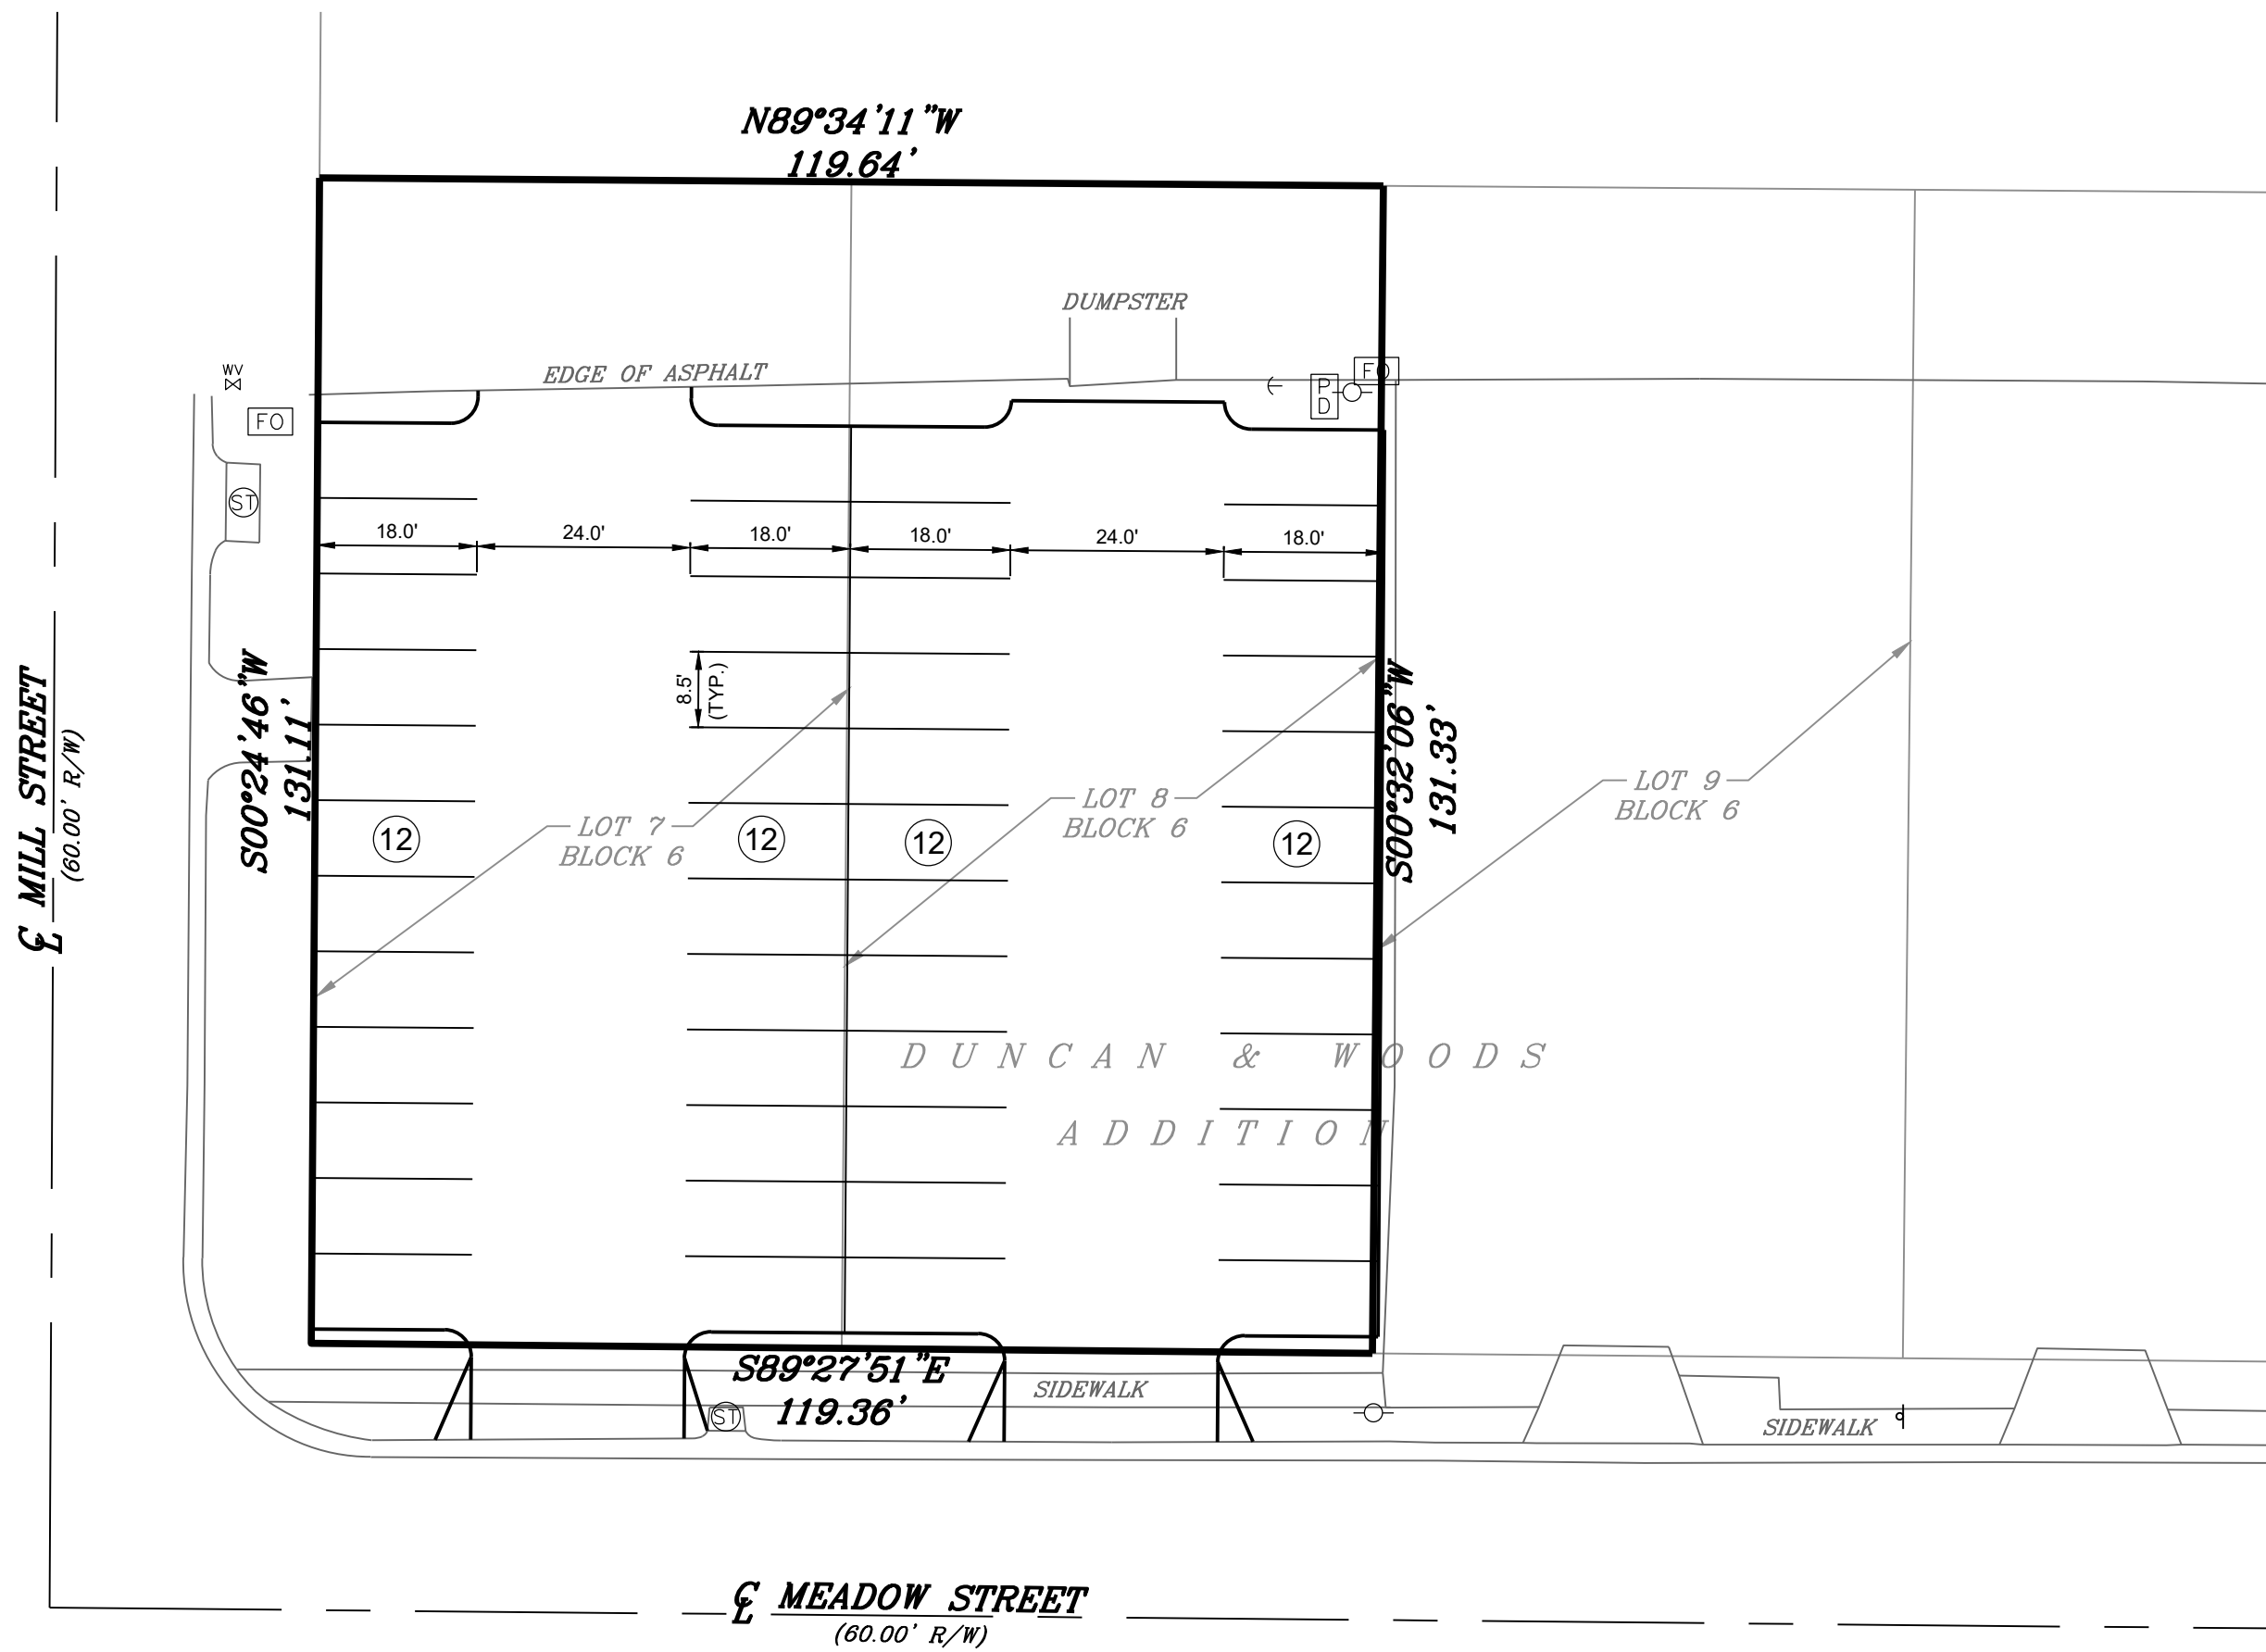 N89°34'11"W
119.64'
DUMPSTER
EDGE OF ASPHALT
WV
FO
P
D
FO
ST
18.0'
24.0'
18.0'
18.0'
24.0'
18.0'
8.5'
(TYP.)
S00°24'46"W
131.11'
S00°32'06"W
131.33'
℄ MILL STREET
(60.00' R/W)
LOT 7
BLOCK 6
LOT 8
BLOCK 6
LOT 9
BLOCK 6
12
12
12
12
DUNCAN & WOODS
ADDITION
S89°27'51"E
119.36'
ST
SIDEWALK
SIDEWALK
℄ MEADOW STREET
(60.00' R/W)